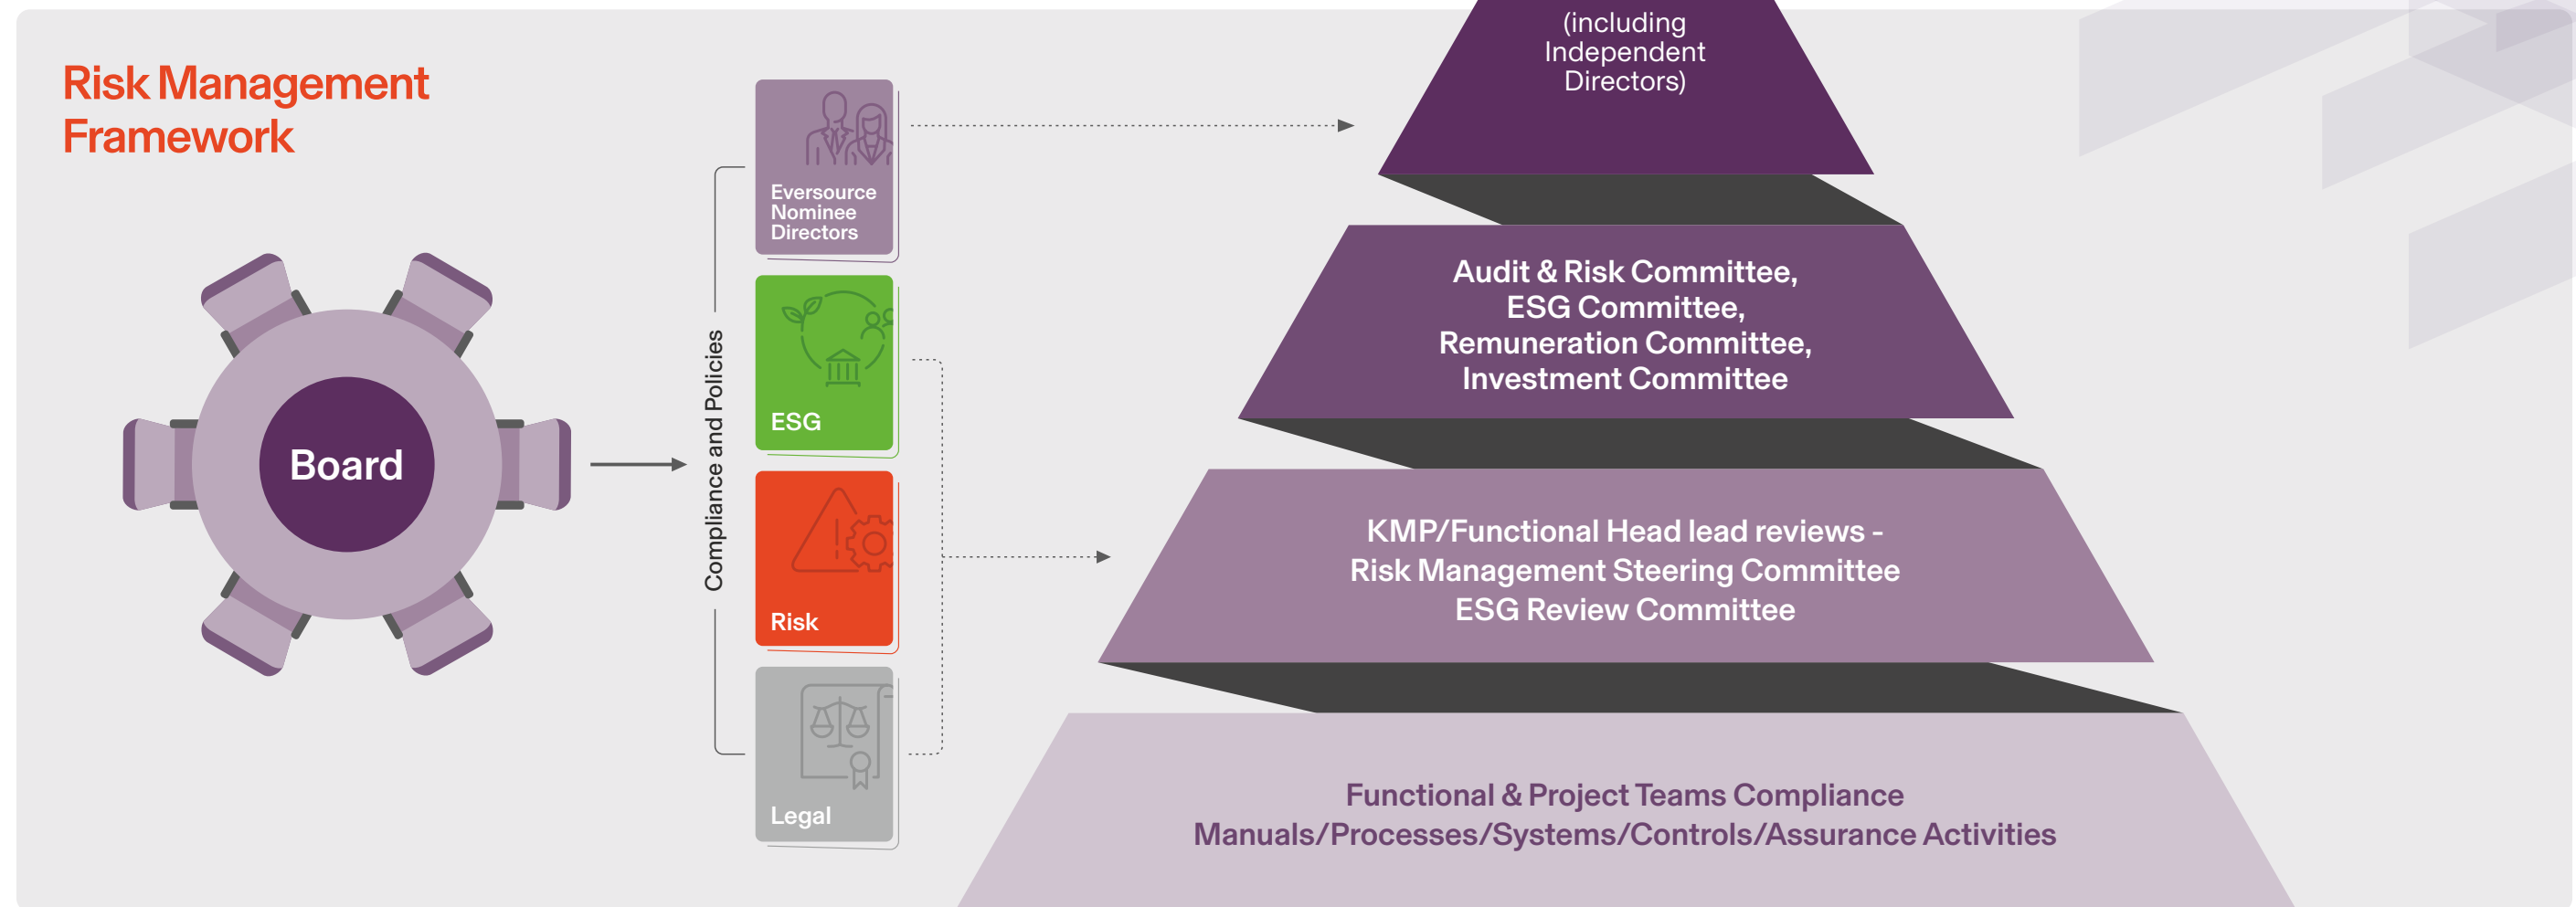 Risk Management
Framework
Board
Compliance and Policies
Eversource
Nominee
Directors
ESG
Risk
Legal
(including
Independent
Directors)
Audit & Risk Committee,
ESG Committee,
Remuneration Committee,
Investment Committee
KMP/Functional Head lead reviews -
Risk Management Steering Committee
ESG Review Committee
Functional & Project Teams Compliance
Manuals/Processes/Systems/Controls/Assurance Activities